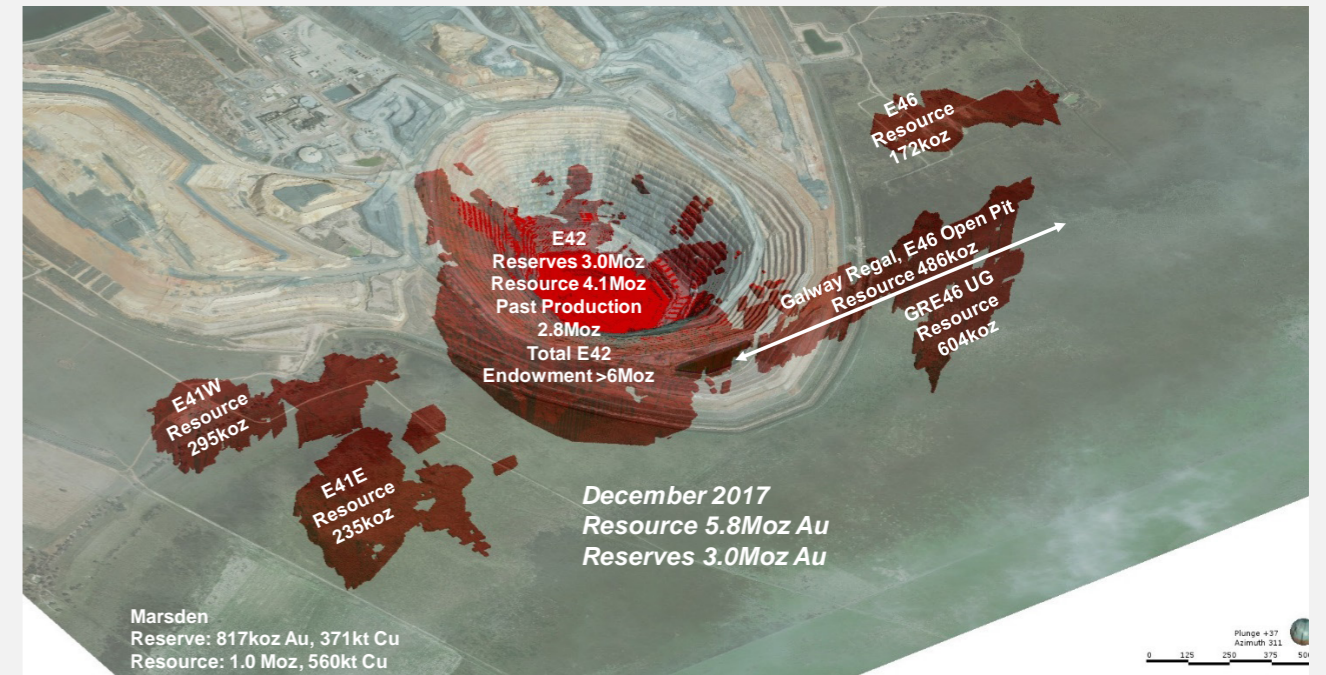 E46
Resource
172koz
E42
Reserves 3.0Moz
Resource 4.1Moz
Past Production
2.8Moz
Total E42
Endowment >6Moz
Galway Regal, E46 Open Pit
Resource 486koz
GRE46 UG
Resource
604koz
E41W
Resource
295koz
E41E
Resource
235koz
December 2017
Resource 5.8Moz Au
Reserves 3.0Moz Au
Marsden
Reserve: 817koz Au, 371kt Cu
Resource: 1.0 Moz, 560kt Cu
Plunge +37
Azimuth 311
0 125 250 375